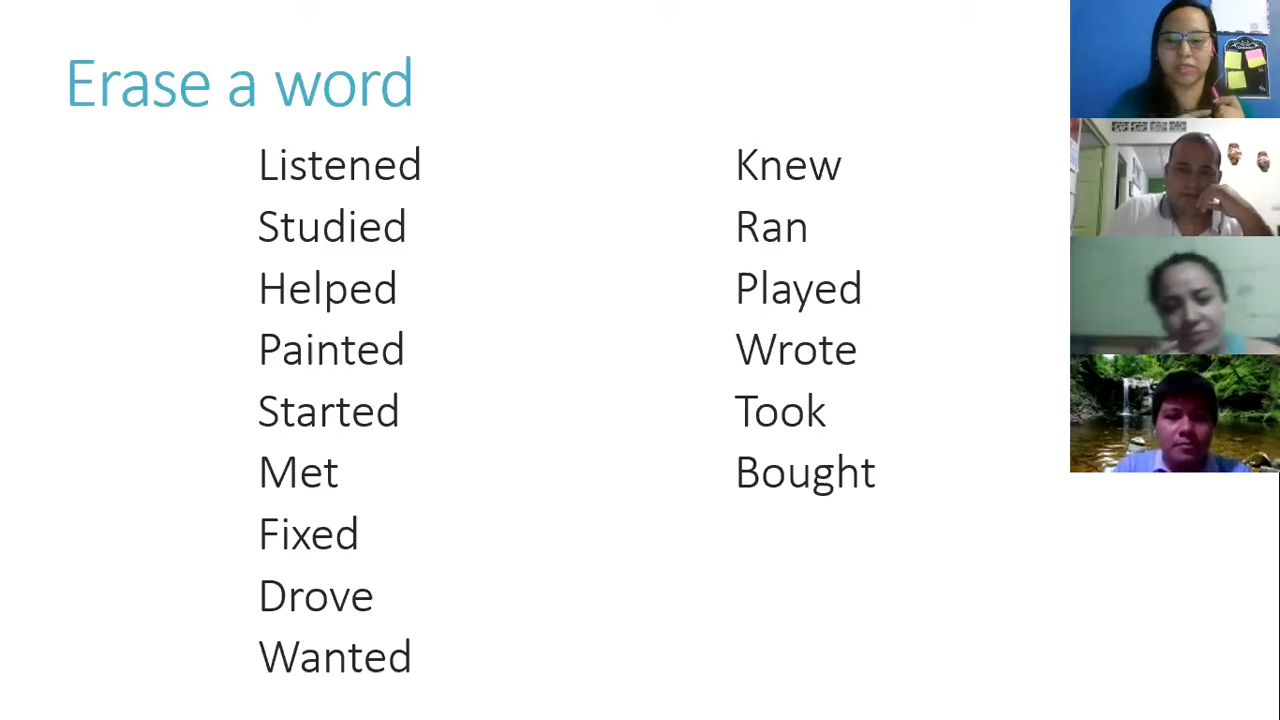 Erase a word
Listened
Studied
Helped
Painted
Started
Met
Fixed
Drove
Wanted
Knew
Ran
Played
Wrote
Took
Bought